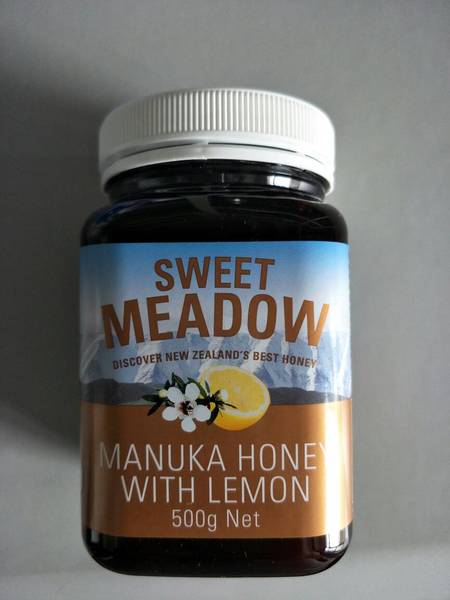 SWEET
MEADOW
DISCOVER NEW ZEALAND'S BEST HONEY
MANUKA HONEY
WITH LEMON
500g Net